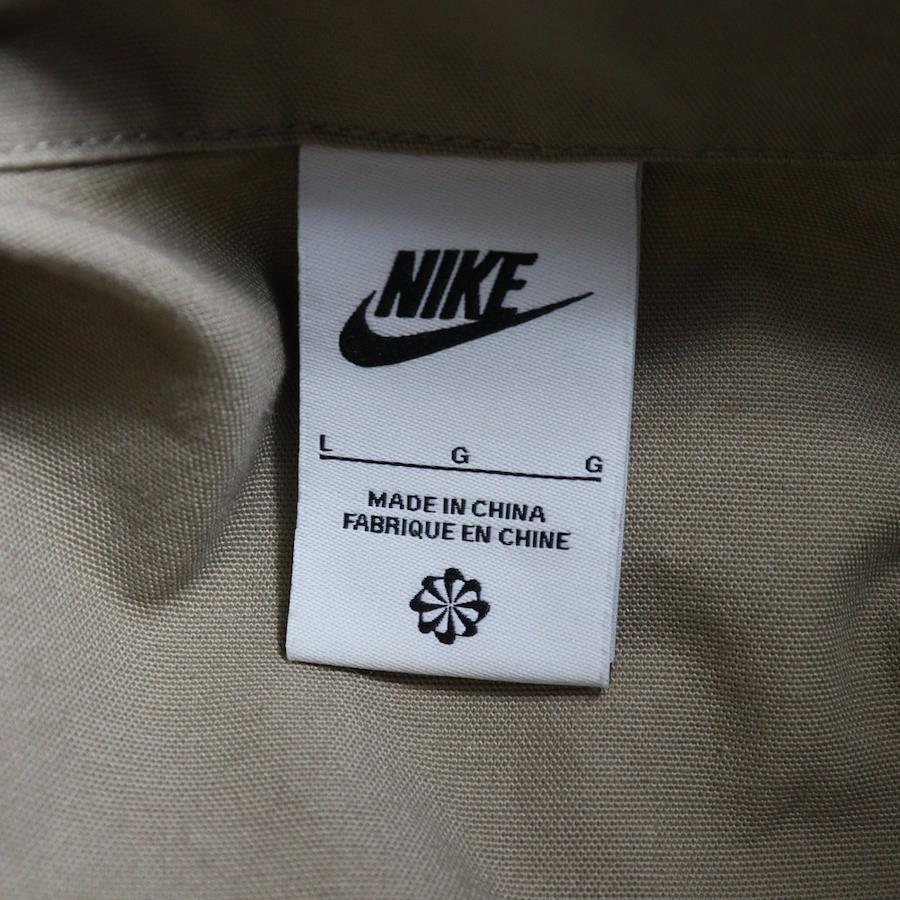 NIKE
L G G
MADE IN CHINA
FABRIQUE EN CHINE